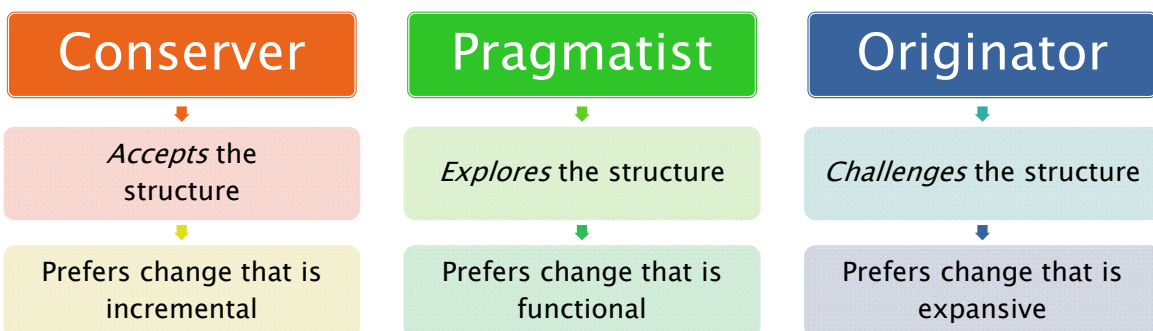 Conserver
Accepts the
structure
Prefers change that is
incremental
Pragmatist
Explores the structure
Prefers change that is
functional
Originator
Challenges the structure
Prefers change that is
expansive